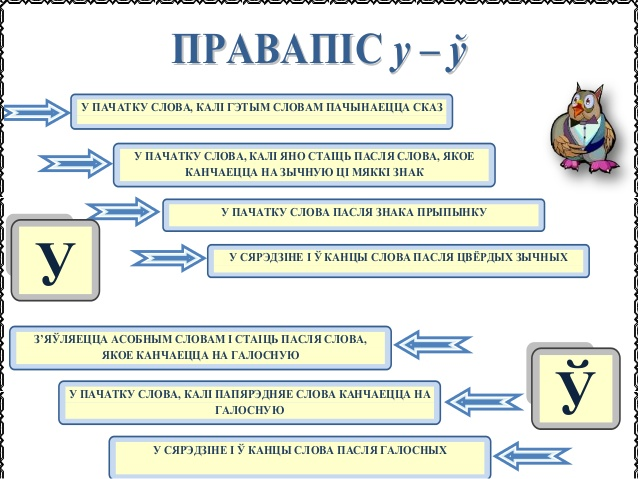 ПРАВАПІС у – ў
У ПАЧАТКУ СЛОВА, КАЛІ ГЭТЫМ СЛОВАМ ПАЧЫНАЕЦЦА СКАЗ
У ПАЧАТКУ СЛОВА, КАЛІ ЯНО СТАІЦЬ ПАСЛЯ СЛОВА, ЯКОЕ
КАНЧАЕЦЦА НА ЗЫЧНУЮ ЦІ МЯККІ ЗНАК
У ПАЧАТКУ СЛОВА ПАСЛЯ ЗНАКА ПРЫПЫНКУ
У
У СЯРЭДЗІНЕ І Ў КАНЦЫ СЛОВА ПАСЛЯ ЦВЁРДЫХ ЗЫЧНЫХ
З’ЯЎЛЯЕЦЦА АСОБНЫМ СЛОВАМ І СТАІЦЬ ПАСЛЯ СЛОВА,
ЯКОЕ КАНЧАЕЦЦА НА ГАЛОСНУЮ
Ў
У ПАЧАТКУ СЛОВА, КАЛІ ПАПЯРЭДНЯЕ СЛОВА КАНЧАЕЦЦА НА
ГАЛОСНУЮ
У СЯРЭДЗІНЕ І Ў КАНЦЫ СЛОВА ПАСЛЯ ГАЛОСНЫХ